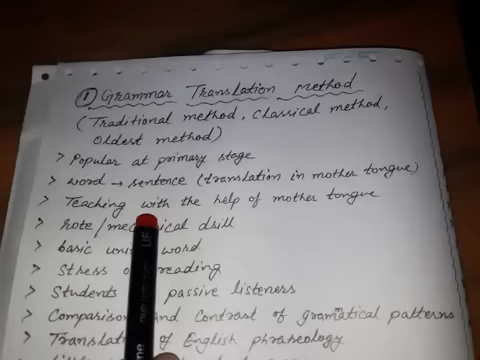 ① Grammar Translation Method
(Traditional method, Classical method,
Oldest method)
> Popular at primary stage
> word → sentence (translation in mother tongue)
> Teaching with the help of mother tongue
> Rote/ drill
> basic word
> Stress reading
> Students passive listeners
> Comparison and Contrast of gramatical patterns
> of English phraseology